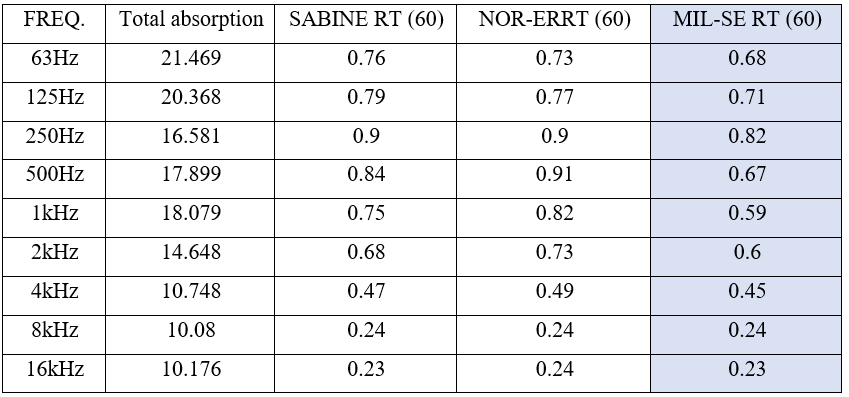 FREQ. Total absorption SABINE RT (60) NOR-ERRT (60) MIL-SE RT (60)
63Hz 21.469 0.76 0.73 0.68
125Hz 20.368 0.79 0.77 0.71
250Hz 16.581 0.9 0.9 0.82
500Hz 17.899 0.84 0.91 0.67
1kHz 18.079 0.75 0.82 0.59
2kHz 14.648 0.68 0.73 0.6
4kHz 10.748 0.47 0.49 0.45
8kHz 10.08 0.24 0.24 0.24
16kHz 10.176 0.23 0.24 0.23